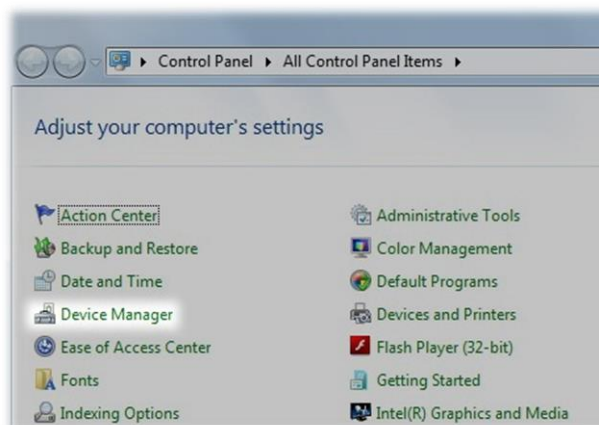 Control Panel ▸ All Control Panel Items ▸
Adjust your computer's settings
Action Center
Administrative Tools
Backup and Restore
Color Management
Date and Time
Default Programs
Device Manager
Devices and Printers
Ease of Access Center
Flash Player (32-bit)
Fonts
Getting Started
Indexing Options
Intel(R) Graphics and Media